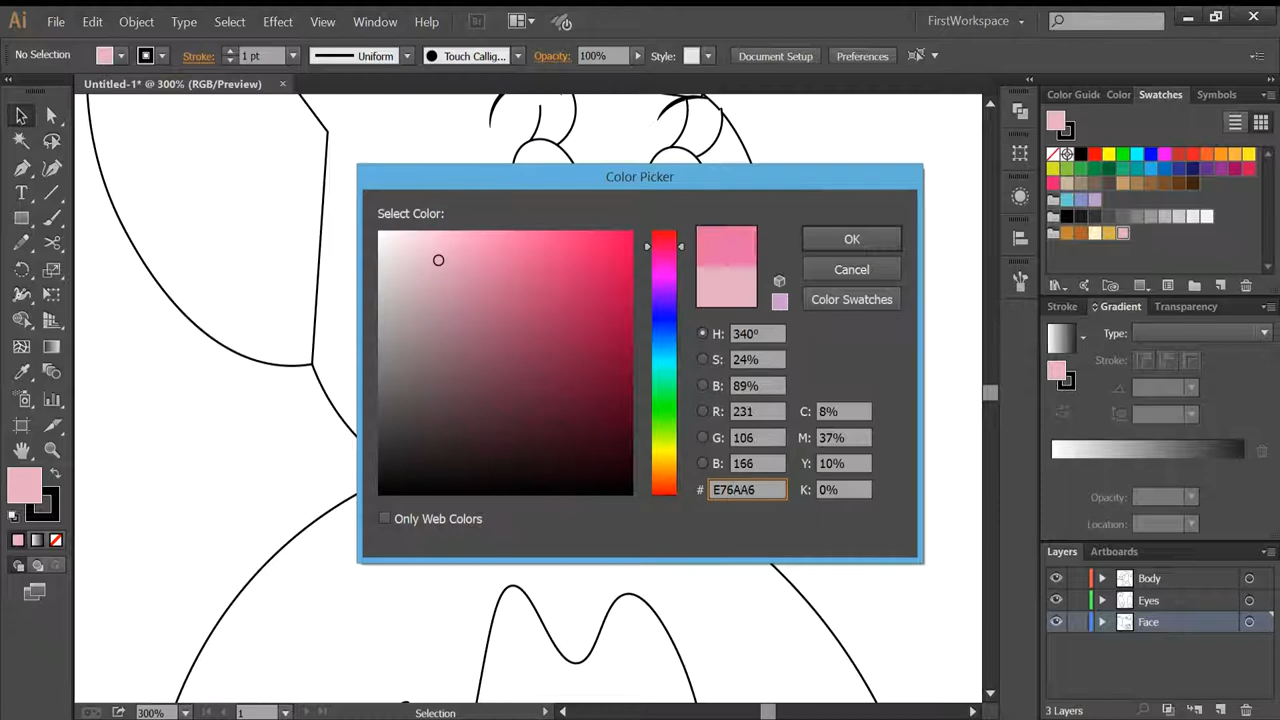 Ai File Edit Object Type Select Effect View Window Help Br FirstWorkspace
No Selection Stroke: 1 pt Uniform Touch Callig... Opacity: 100% Style: Document Setup Preferences
Untitled-1* @ 300% (RGB/Preview)
Color Guide Color Swatches Symbols
Color Picker
Select Color:
OK
Cancel
Color Swatches
H: 340º
S: 24%
B: 89%
R: 231 C: 8%
G: 106 M: 37%
B: 166 Y: 10%
# E76AA6 K: 0%
Only Web Colors
Stroke Gradient Transparency
Type:
Stroke:
Opacity:
Location:
Layers Artboards
Body
Eyes
Face
3 Layers
300% 1 Selection